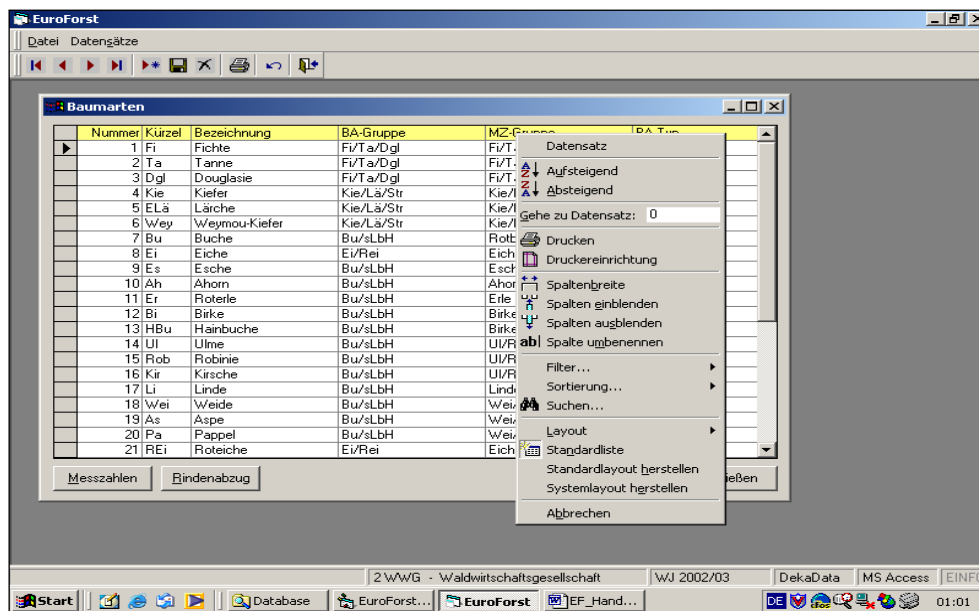 EuroForst
Datei Datensätze
Baumarten
Nummer Kürzel Bezeichnung BA-Gruppe MZ-Gruppe BA-Typ
1 Fi Fichte Fi/Ta/Dgl Fi/T
2 Ta Tanne Fi/Ta/Dgl Fi/T
3 Dgl Douglasie Fi/Ta/Dgl Fi/T
4 Kie Kiefer Kie/Lä/Str Kie/l
5 ELä Lärche Kie/Lä/Str Kie/l
6 Wey Weymou-Kiefer Kie/Lä/Str Kie/l
7 Bu Buche Bu/sLbH Rotb
8 Ei Eiche Ei/Rei Eich
9 Es Esche Bu/sLbH Esch
10 Ah Ahorn Bu/sLbH Ahor
11 Er Roterle Bu/sLbH Erle
12 Bi Birke Bu/sLbH Birke
13 HBu Hainbuche Bu/sLbH Birke
14 Ul Ulme Bu/sLbH Ul/R
15 Rob Robinie Bu/sLbH Ul/R
16 Kir Kirsche Bu/sLbH Ul/R
17 Li Linde Bu/sLbH Lind
18 Wei Weide Bu/sLbH Wei
19 As Aspe Bu/sLbH Wei
20 Pa Pappel Bu/sLbH Wei
21 REi Roteiche Ei/Rei Eich
Datensatz
Aufsteigend
Absteigend
Gehe zu Datensatz: 0
Drucken
Druckereinrichtung
Spaltenbreite
Spalten einblenden
Spalten ausblenden
ab Spalte umbenennen
Filter...
Sortierung...
Suchen...
Layout
Standardliste
Standardlayout herstellen
Systemlayout herstellen
Abbrechen
Messzahlen Rindenabzug ießen
2 WWG - Waldwirtschaftsgesellschaft WJ 2002/03 DekaData MS Access EINF
Start Database EuroForst... EuroForst EF_Hand... DE 01:01